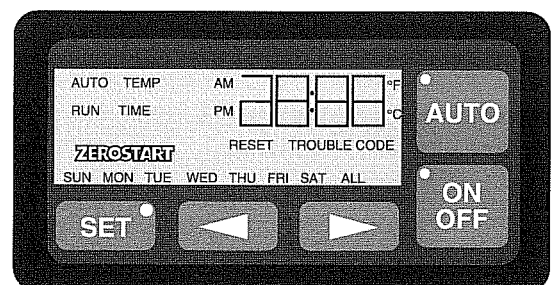 AUTO TEMP AM °F
RUN TIME PM °C
AUTO
ZEROSTART
RESET TROUBLE CODE
SUN MON TUE WED THU FRI SAT ALL
SET
ON
OFF